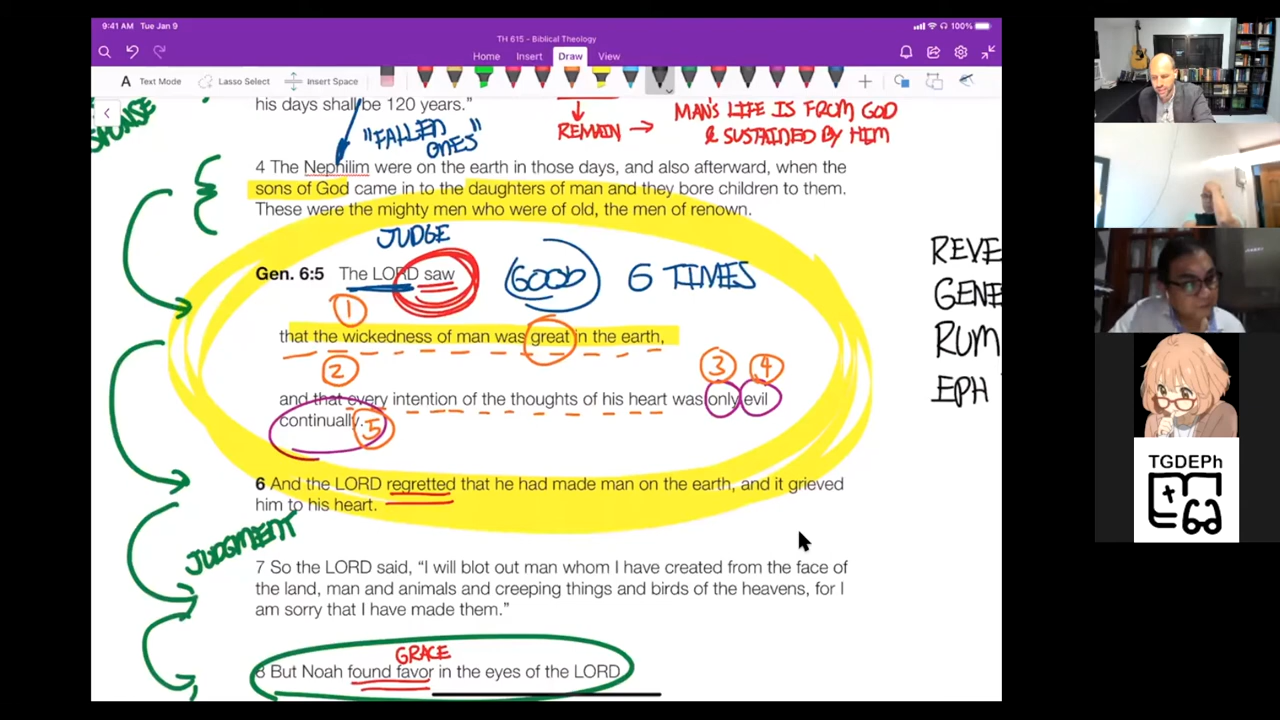 9:41 AM Tue Jan 9
100%
TH 615 - Biblical Theology
Home Insert Draw View
Text Mode Lasso Select Insert Space
his days shall be 120 years."
"FALLEN ONES"
REMAIN → MAN'S LIFE IS FROM GOD
& SUSTAINED BY HIM
4 The Nephilim were on the earth in those days, and also afterward, when the
sons of God came in to the daughters of man and they bore children to them.
These were the mighty men who were of old, the men of renown.
JUDGE
Gen. 6:5 The LORD saw GOOD 6 TIMES
1
that the wickedness of man was great in the earth,
2 3 4
and that every intention of the thoughts of his heart was only evil
continually. 5
6 And the LORD regretted that he had made man on the earth, and it grieved
him to his heart.
JUDGMENT
7 So the LORD said, "I will blot out man whom I have created from the face of
the land, man and animals and creeping things and birds of the heavens, for I
am sorry that I have made them."
GRACE
8 But Noah found favor in the eyes of the LORD
REVE
GENE
ROM
EPH
TGDEPh